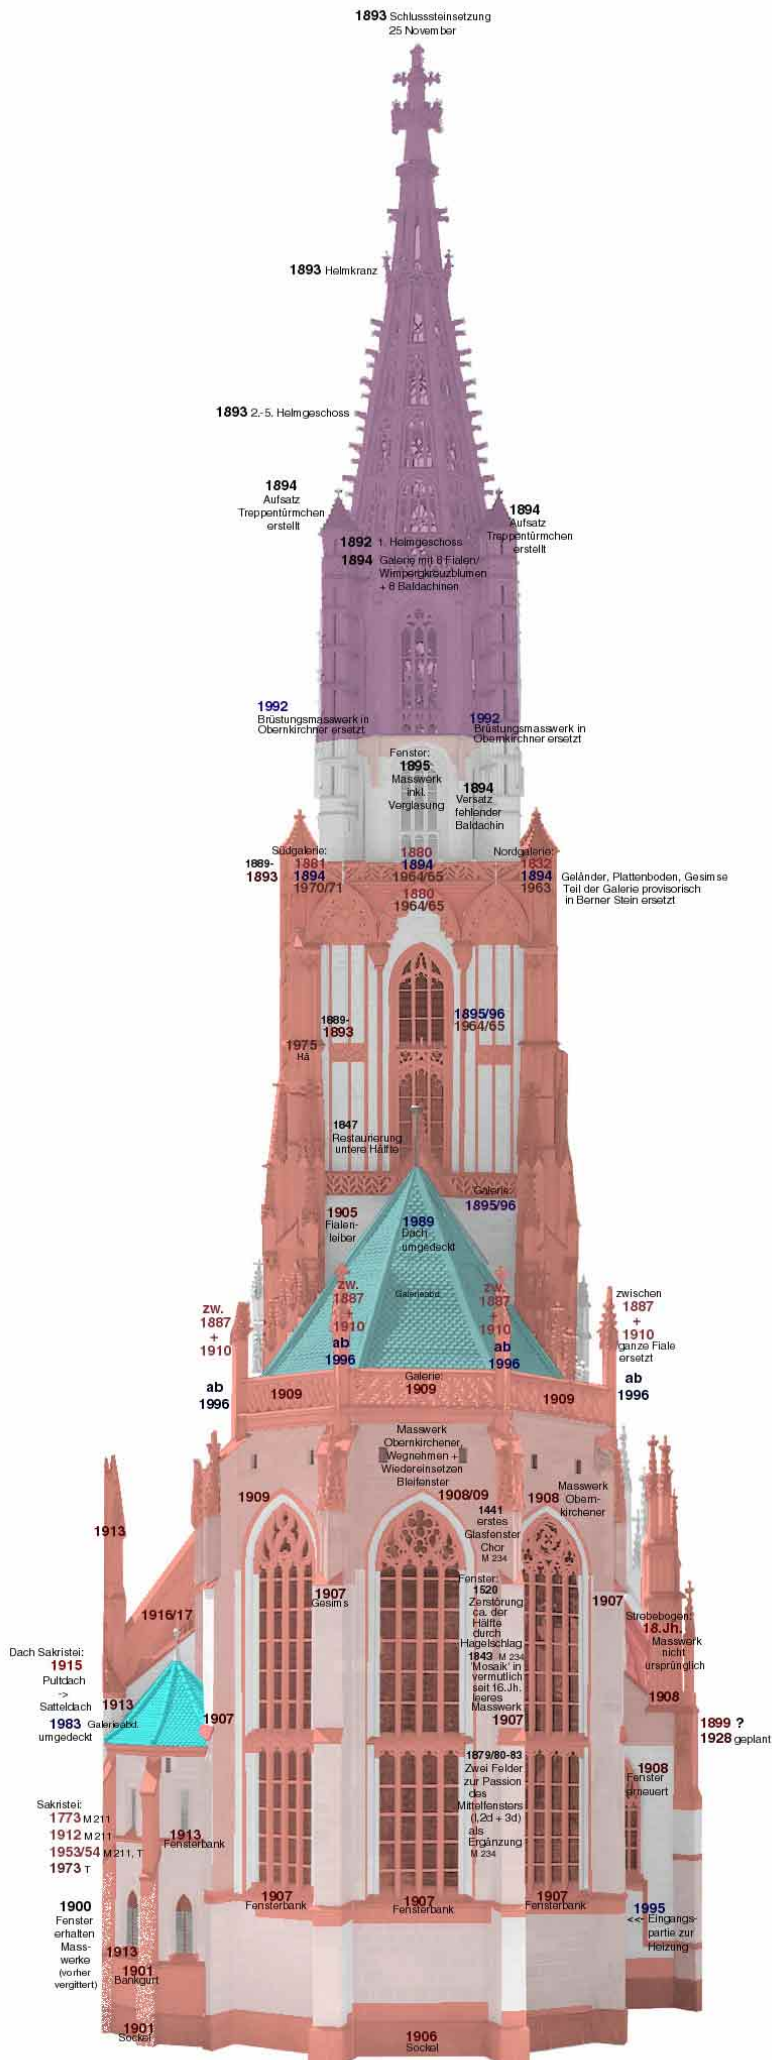 1893 Schlusssteinsetzung
25 November
1893 Helmkranz
1893 2.-5. Helmgeschoss
1894
Aufsatz
Treppentürmchen
erstellt
1894
Aufsatz
Treppentürmchen
erstellt
1892 1. Helmgeschoss
1894 Galerie mit 8 Fialen/
Wimpergkreuzblumen
+ 8 Baldachinen
1992
Brüstungsmasswerk in
Obernkirchner ersetzt
1992
Brüstungsmasswerk in
Obernkirchner ersetzt
Fenster:
1895
Masswerk
inkl.
Verglasung
1894
Versatz
fehlender
Baldachin
1889-
1893
Südgalerie:
1881
1894
1970/71
1880
1894
1964/65
1880
1964/65
Nordgalerie:
1832
1894
1963
Geländer, Plattenboden, Gesimse
Teil der Galerie provisorisch
in Berner Stein ersetzt
1889-
1893
1895/96
1964/65
1975
Hä
1847
Restaurierung
untere Hälfte
Galerie:
1895/96
1905
Fialen-
leiber
1989
Dach
umgedeckt
Galerieabd.
zw.
1887
+
1910
ab
1996
zw.
1887
+
1910
ab
1996
zw.
1887
+
1910
ab
1996
zwischen
1887
+
1910
ganze Fiale
ersetzt
ab
1996
1909
Galerie:
1909
1909
Masswerk
Obernkirchener,
Wegnehmen +
Wiedereinsetzen
Bleifenster
1909
1908/09
1908
Masswerk
Obern-
kirchener
1441
erstes
Glasfenster
Chor
M 234
1913
1916/17
1907
Gesims
Fenster:
1520
Zerstörung
ca. der
Hälfte
durch
Hagelschlag
1843 M 234
'Mosaik' in
vermutlich
seit 16.Jh.
leeres
Masswerk
1907
1907
Strebebogen:
18.Jh.
Masswerk
nicht
ursprünglich
1908
Dach Sakristei:
1915
Pultdach
->
Satteldach
1983 Galerieabd.
umgedeckt
1913
1907
1899 ?
1928 geplant
1879/80-83
Zwei Felder
zur Passion
des
Mittelfensters
(I,2d + 3d)
als
Ergänzung
M 234
1908
Fenster
erneuert
Sakristei:
1773 M 211
1912 M 211
1953/54 M 211, T
1973 T
1913
Fensterbank
1907
Fensterbank
1907
Fensterbank
1907
Fensterbank
1900
Fenster
erhalten
Mass-
werke
(vorher
vergittert)
1995
<<- Eingangs-
partie zur
Heizung
1913
1901
Bankgurt
1901
Sockel
1906
Sockel